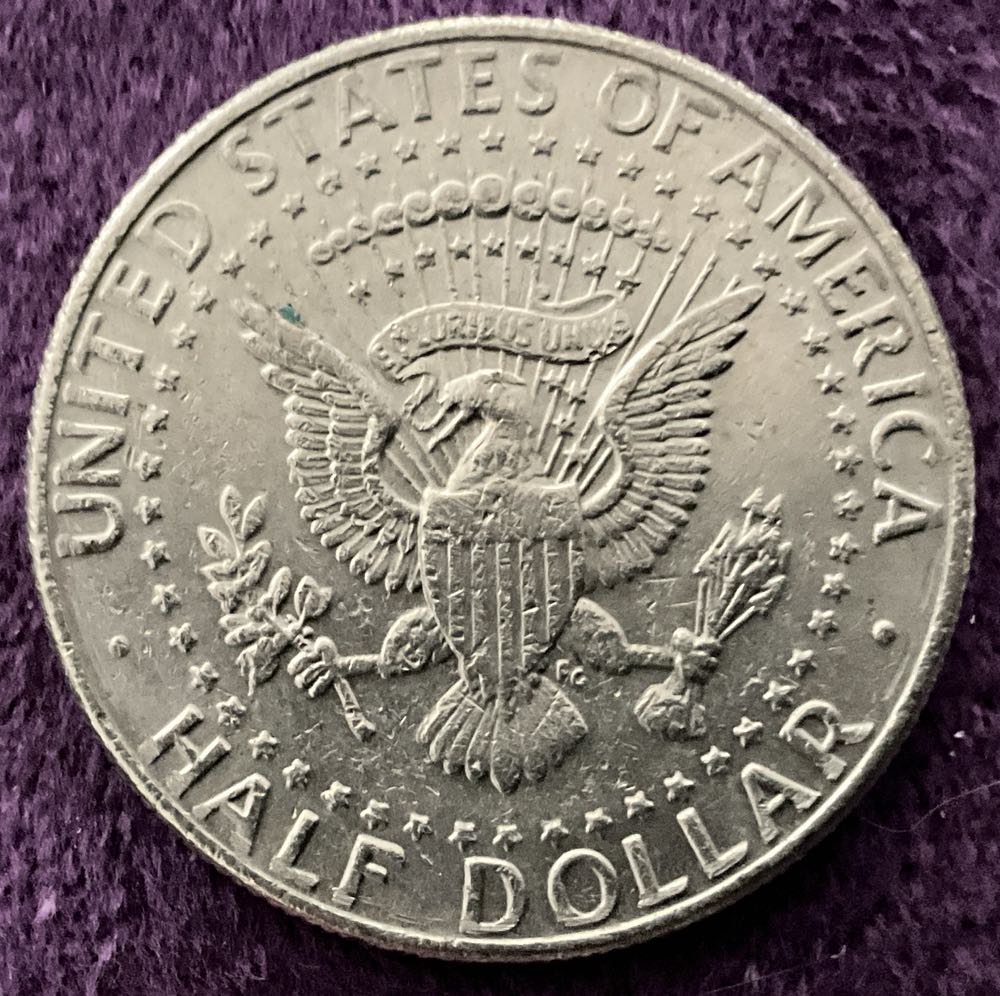 UNITED STATES OF AMERICA
E PLURIBUS UNUM
FG
HALF DOLLAR